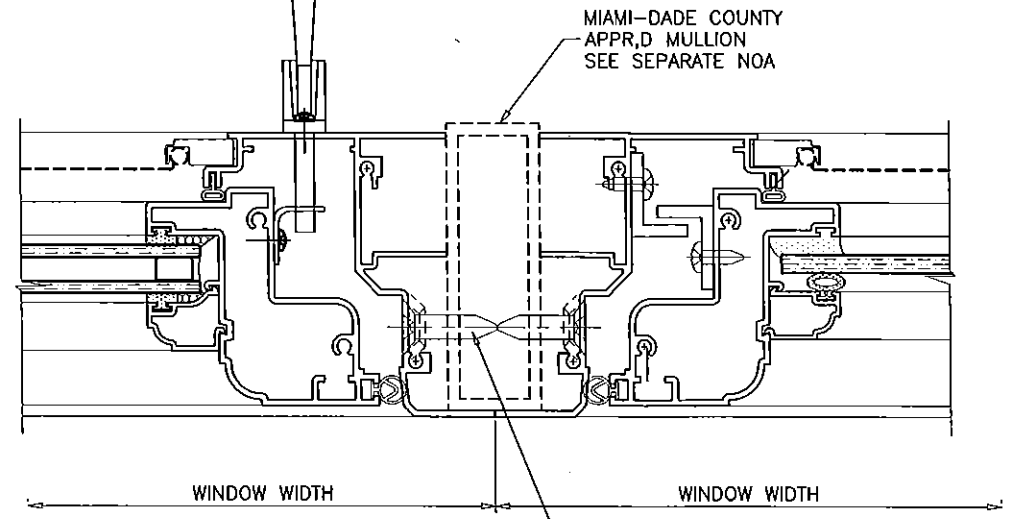 MIAMI-DADE COUNTY
APPR,D MULLION
SEE SEPARATE NOA
WINDOW WIDTH
WINDOW WIDTH